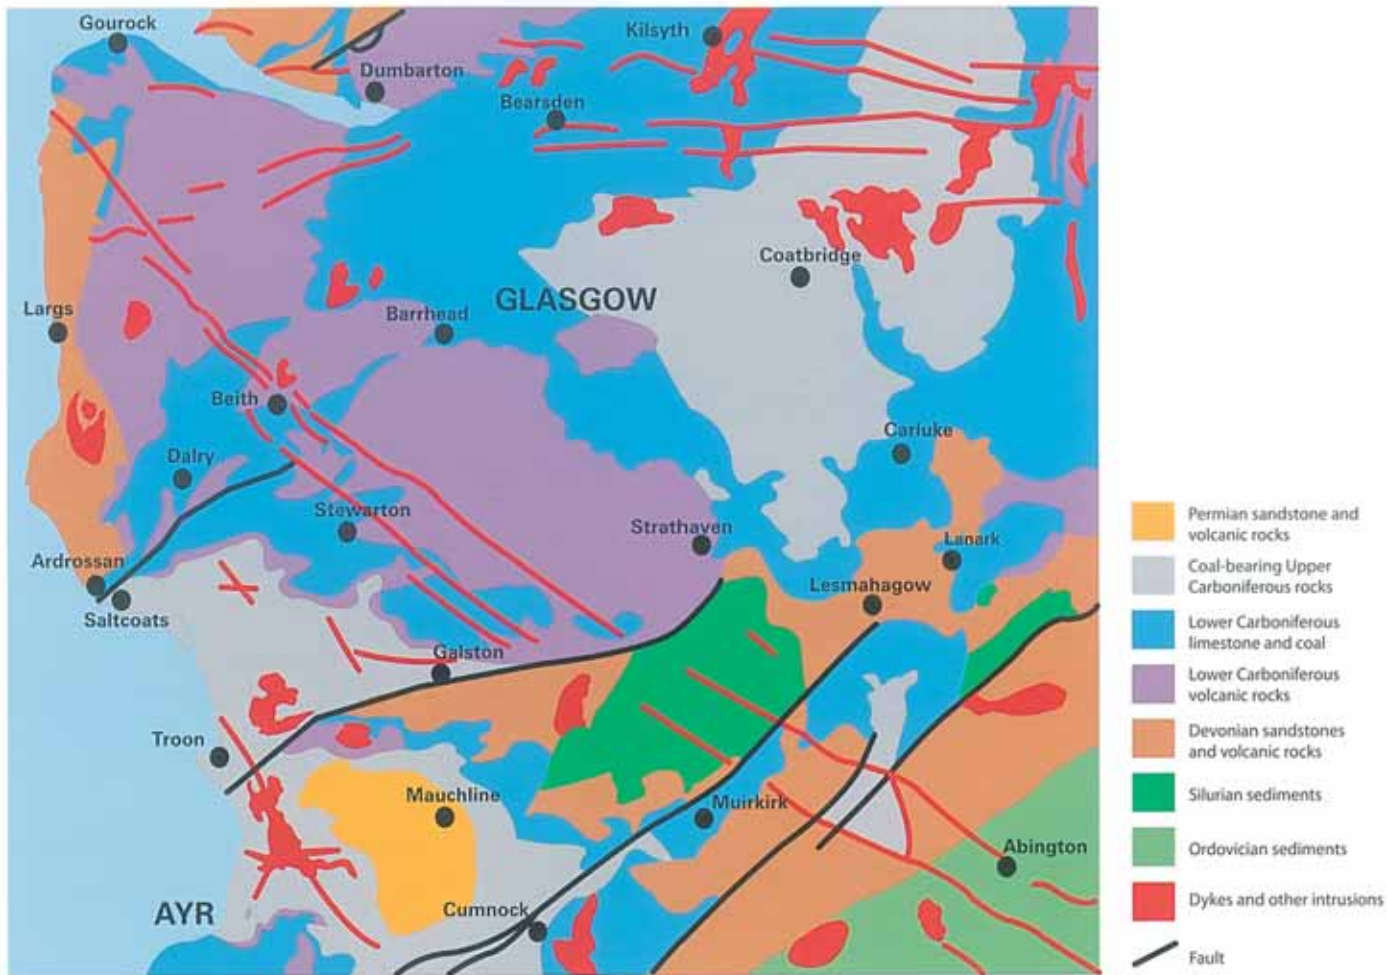 Gourock
Kilsyth
Dumbarton
Bearsden
Coatbridge
GLASGOW
Largs
Barrhead
Beith
Carluke
Dalry
Stewarton
Strathaven
Lanark
Ardrossan
Lesmahagow
Saltcoats
Galston
Troon
Mauchline
Muirkirk
Abington
AYR
Cumnock
Permian sandstone and
volcanic rocks
Coal-bearing Upper
Carboniferous rocks
Lower Carboniferous
limestone and coal
Lower Carboniferous
volcanic rocks
Devonian sandstones
and volcanic rocks
Silurian sediments
Ordovician sediments
Dykes and other intrusions
Fault